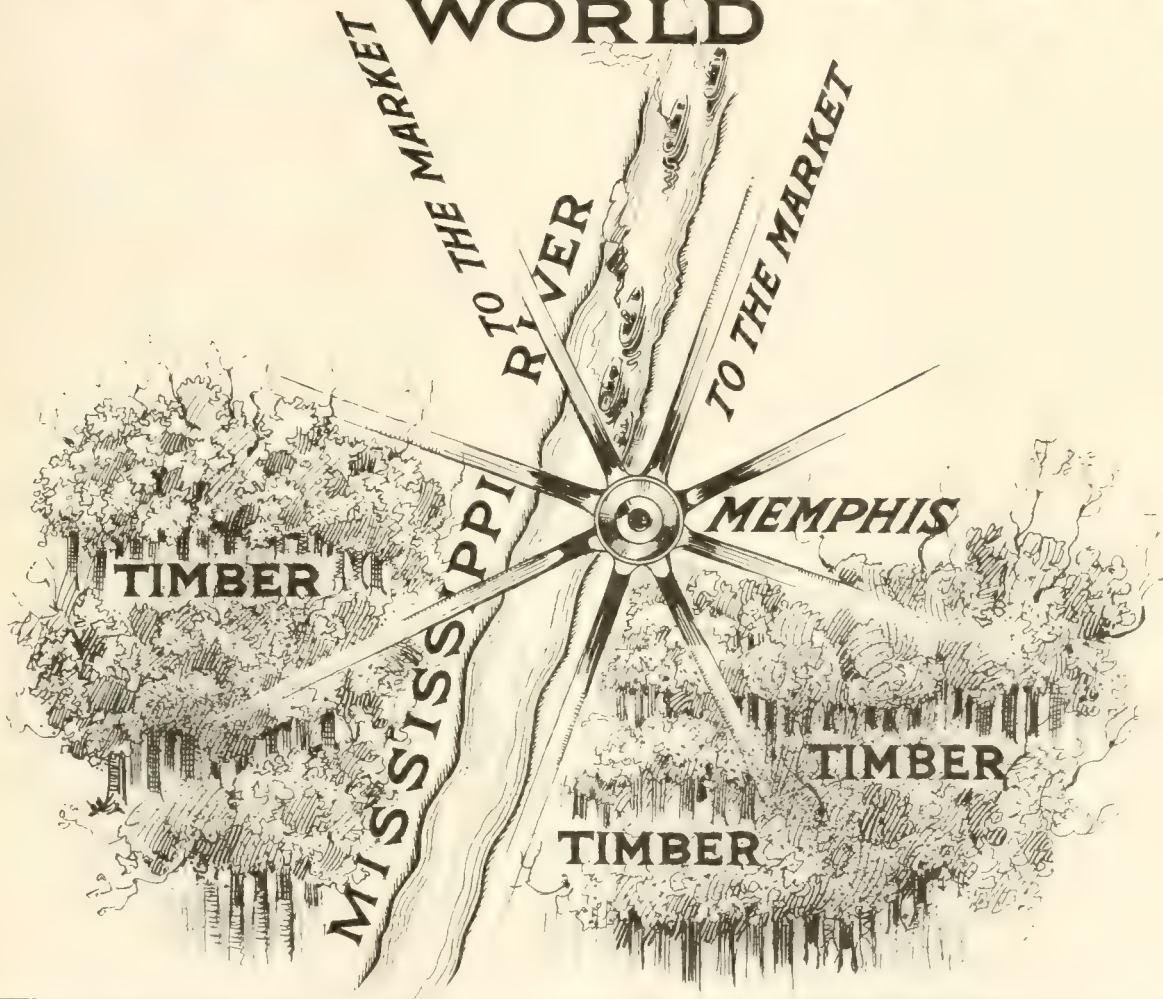 WORLD
TO THE MARKET
TO THE MARKET
MISSISSIPPI RIVER
MEMPHIS
TIMBER
TIMBER
TIMBER